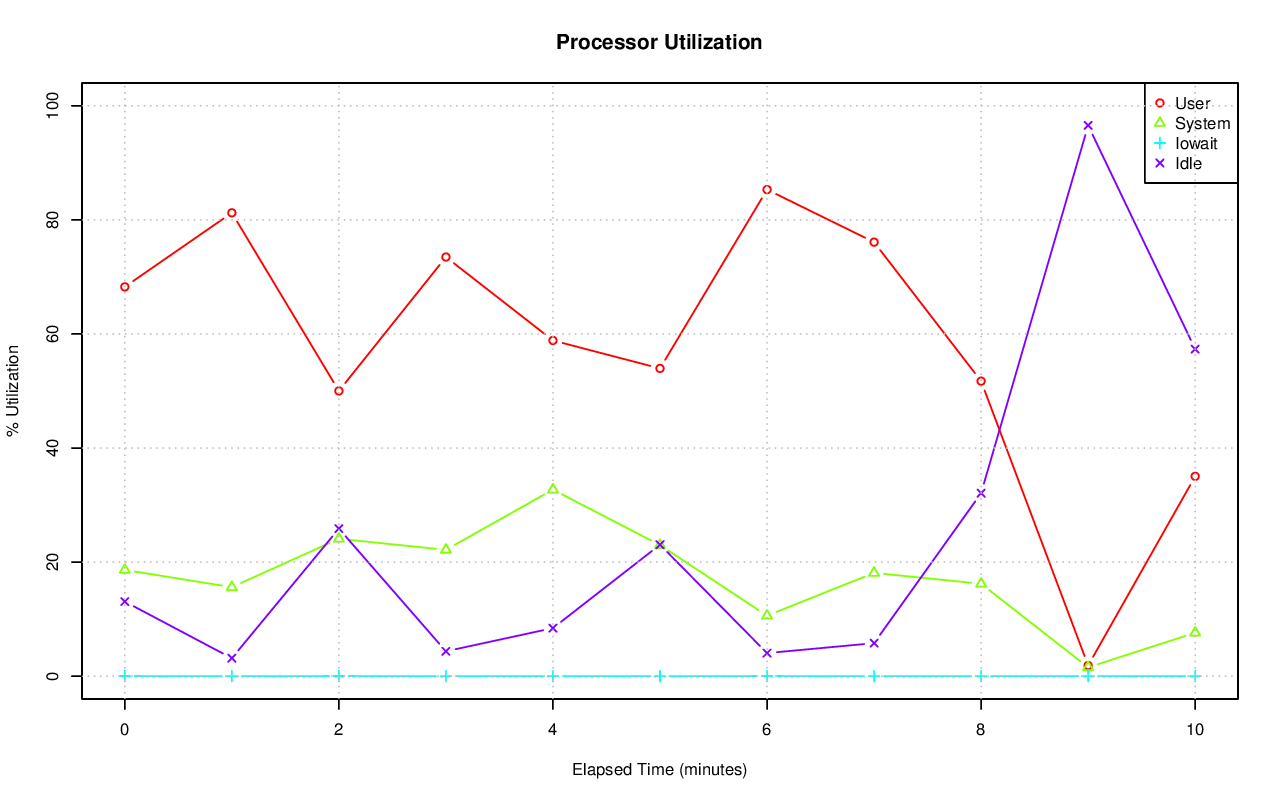 Processor Utilization
User
System
Iowait
Idle
% Utilization
100
80
60
40
20
0
0 2 4 6 8 10
Elapsed Time (minutes)